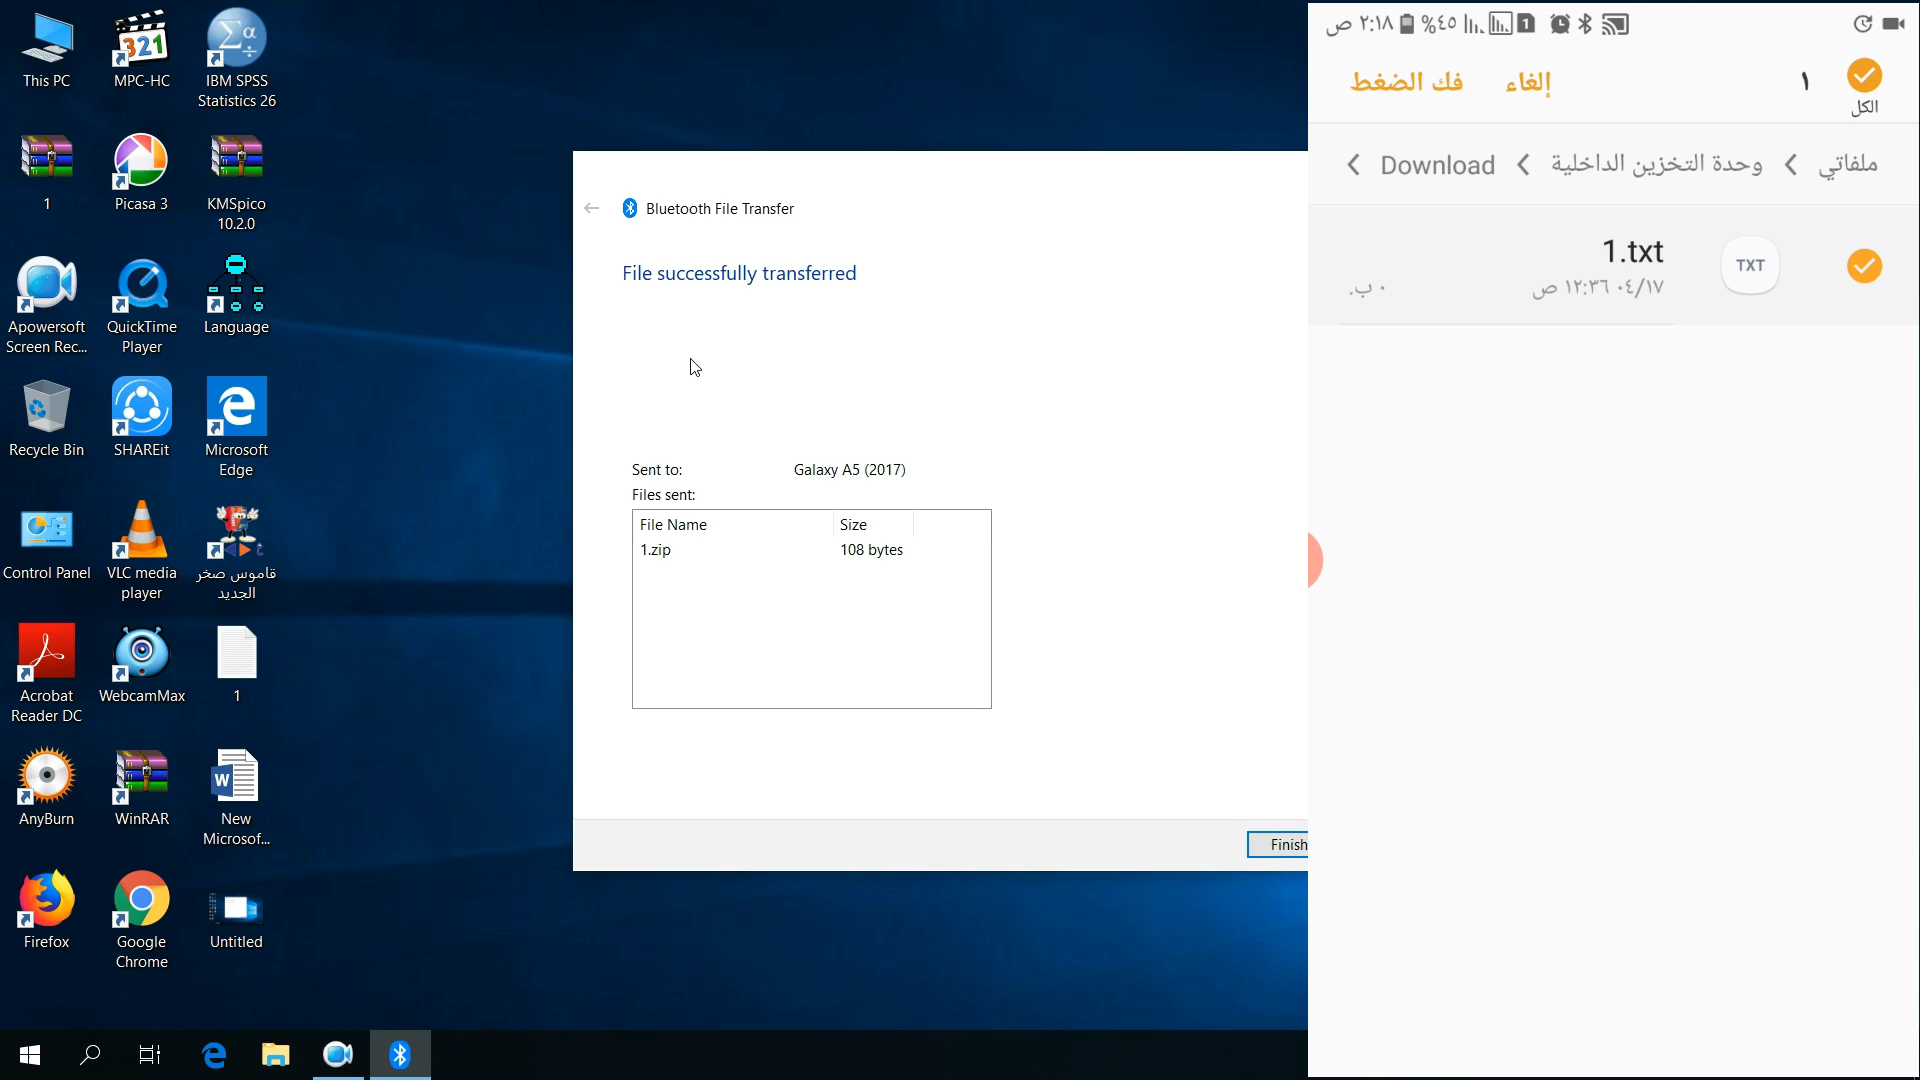 This PC
MPC-HC
IBM SPSS
Statistics 26
1
Picasa 3
KMSpico
10.2.0
Apowersoft
Screen Rec...
QuickTime
Player
Language
Recycle Bin
SHAREit
Microsoft
Edge
Control Panel
VLC media
player
قاموس صخر
الجديد
Acrobat
Reader DC
WebcamMax
1
AnyBurn
WinRAR
New
Microsof...
Firefox
Google
Chrome
Untitled
Bluetooth File Transfer
File successfully transferred
Sent to: Galaxy A5 (2017)
Files sent:
File Name Size
1.zip 108 bytes
Finish
٢:١٨ ص ٤٥%
١
الكل
إلغاء
فك الضغط
ملفاتي
وحدة التخزين الداخلية
Download
1.txt
TXT
٠٤/١٧ ١٢:٣٦ ص
٠ ب.